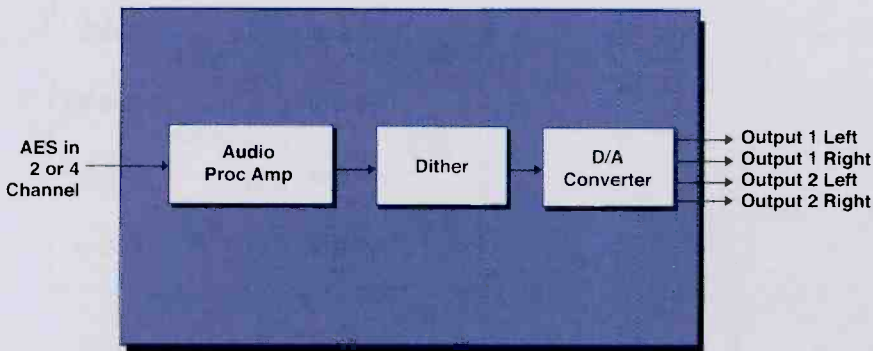 AES in
2 or 4
Channel
Audio
Proc Amp
Dither
D/A
Converter
Output 1 Left
Output 1 Right
Output 2 Left
Output 2 Right